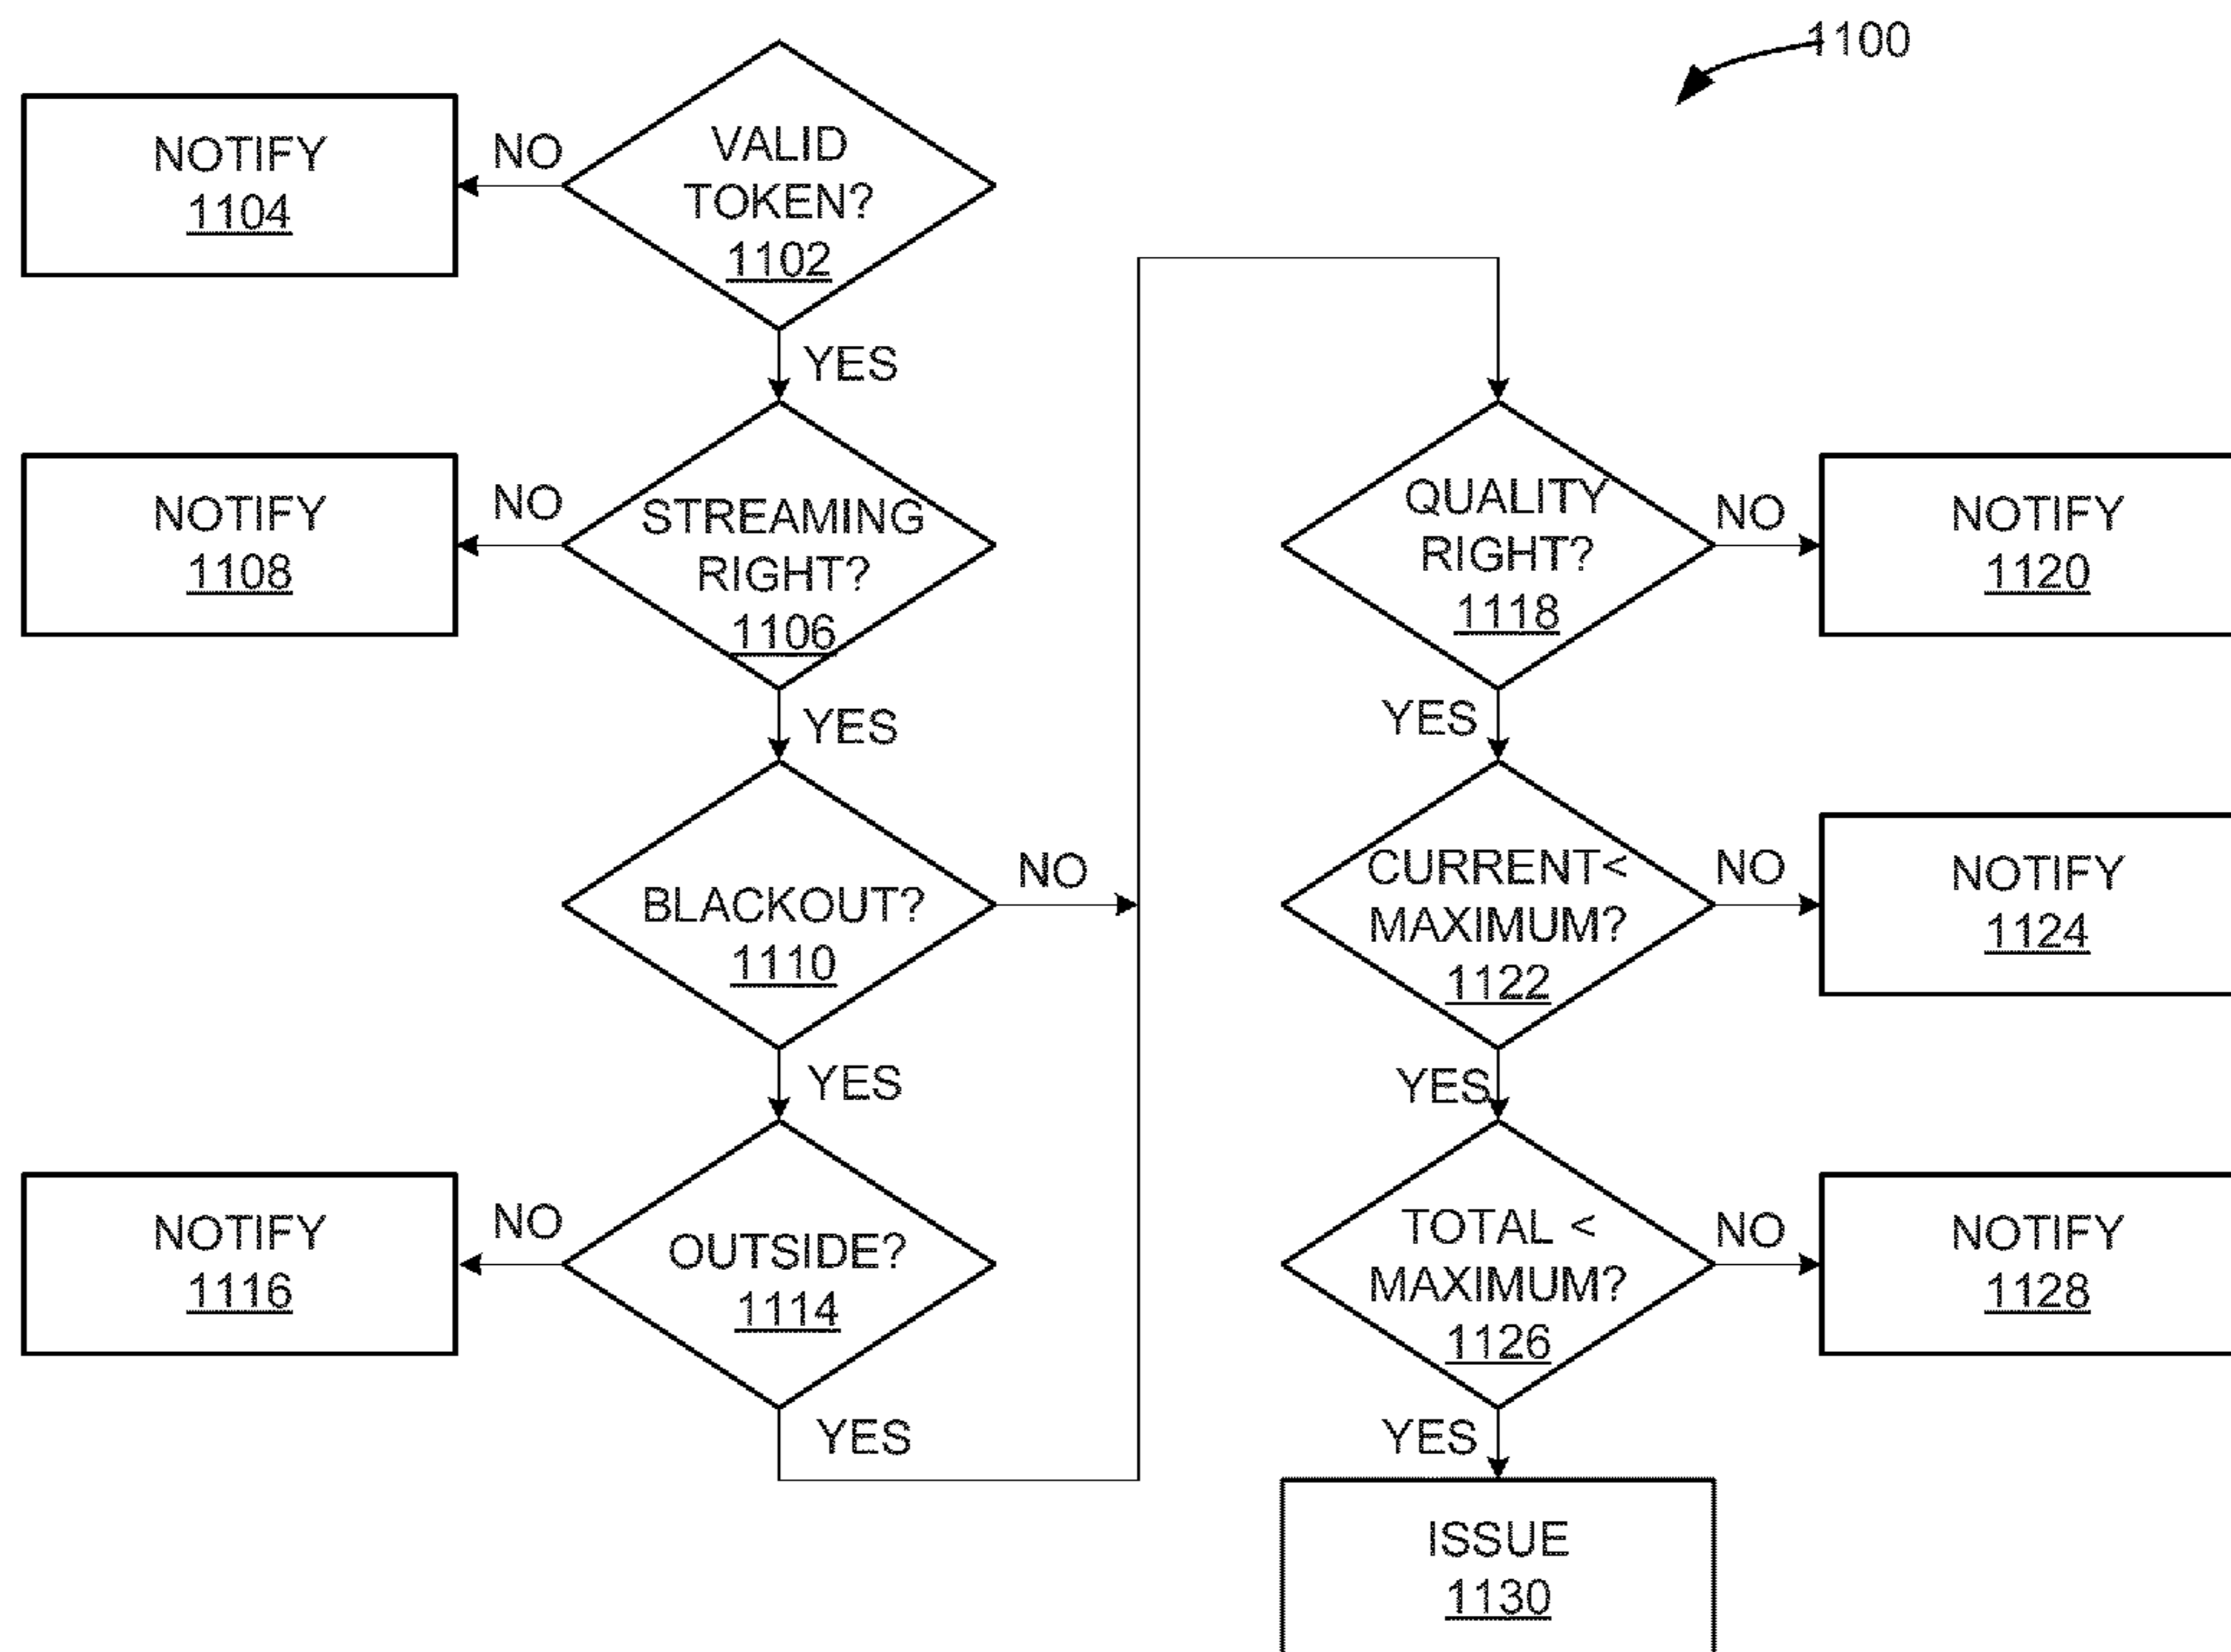 1100
VALID
TOKEN?
1102
NO
NOTIFY
1104
YES
STREAMING
RIGHT?
1106
NO
NOTIFY
1108
YES
BLACKOUT?
1110
NO
YES
OUTSIDE?
1114
NO
NOTIFY
1116
YES
QUALITY
RIGHT?
1118
NO
NOTIFY
1120
YES
CURRENT<
MAXIMUM?
1122
NO
NOTIFY
1124
YES
TOTAL <
MAXIMUM?
1126
NO
NOTIFY
1128
YES
ISSUE
1130